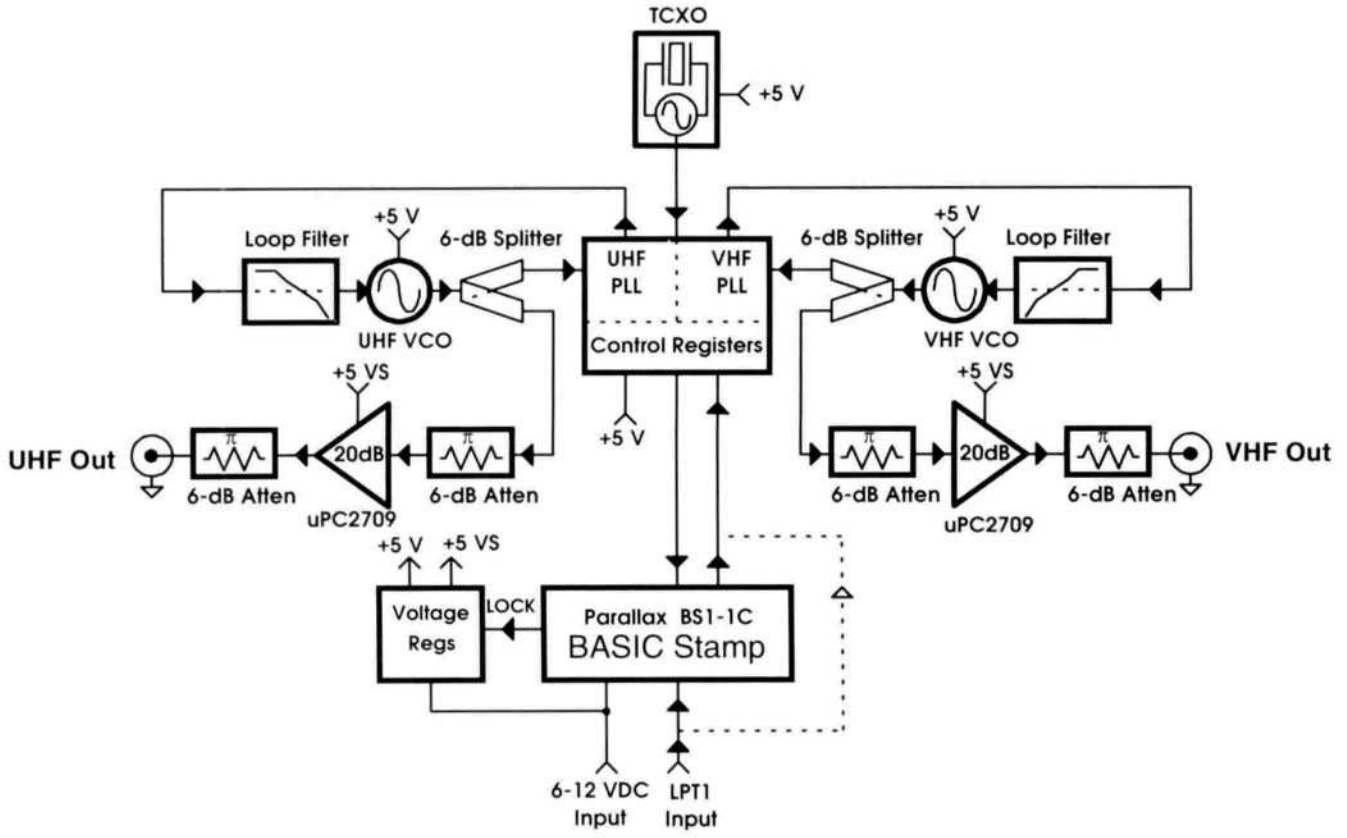 TCXO
+5 V
+5 V
Loop Filter
6-dB Splitter
UHF VCO
UHF
PLL
VHF
PLL
Control Registers
+5 V
6-dB Splitter
+5 V
Loop Filter
VHF VCO
UHF Out
π
6-dB Atten
+5 VS
20dB
uPC2709
π
6-dB Atten
π
6-dB Atten
+5 VS
20dB
uPC2709
π
6-dB Atten
VHF Out
+5 V
+5 VS
Voltage
Regs
LOCK
Parallax BS1-1C
BASIC Stamp
6-12 VDC
Input
LPT1
Input